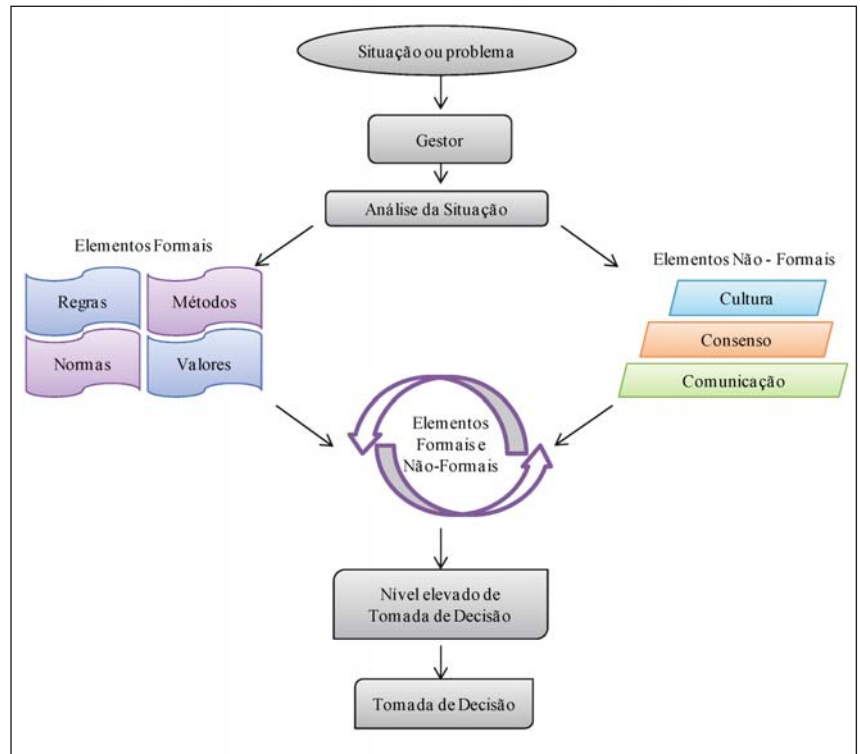 Situação ou problema
Gestor
Análise da Situação
Elementos Formais
Regras
Métodos
Normas
Valores
Elementos Não - Formais
Cultura
Consenso
Comunicação
Elementos
Formais e
Não-Formais
Nível elevado de
Tomada de Decisão
Tomada de Decisão